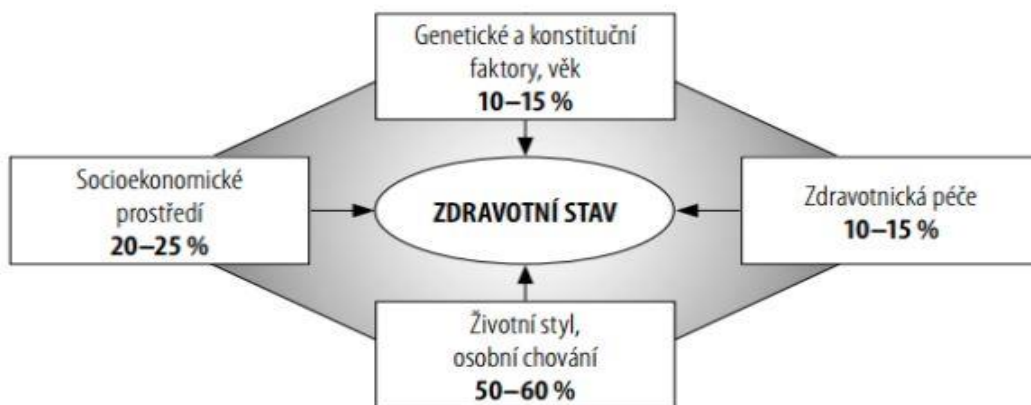 Genetické a konstituční
faktory, věk
10–15 %
Socioekonomické
prostředí
20–25 %
ZDRAVOTNÍ STAV
Zdravotnická péče
10–15 %
Životní styl,
osobní chování
50–60 %